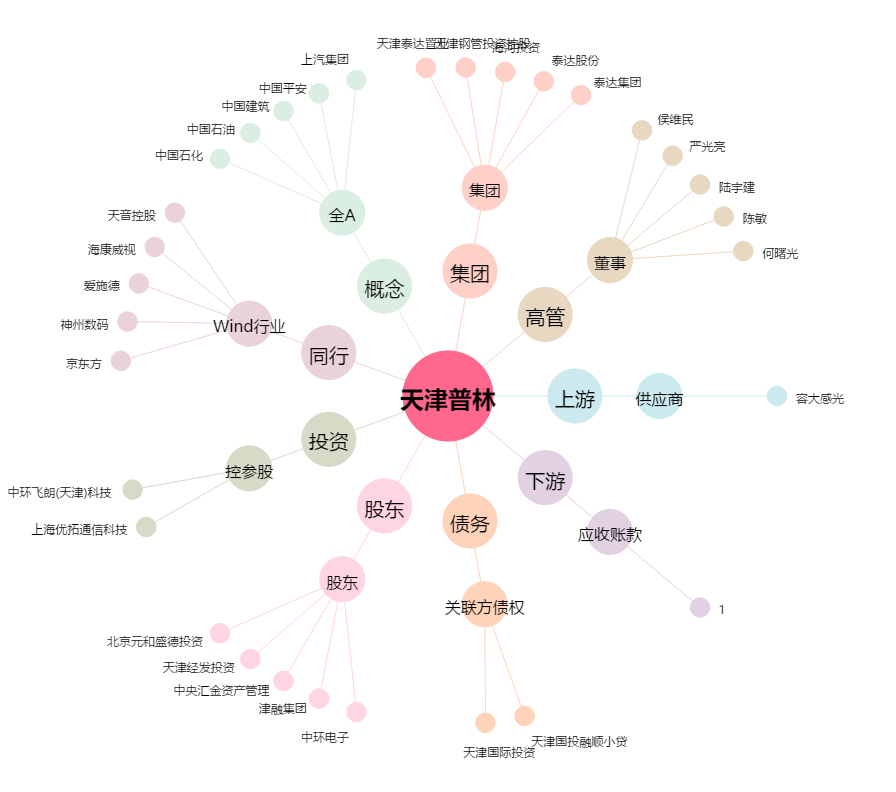 天津泰达置业
天津钢管投资控股
海河投资
泰达股份
泰达集团
上汽集团
中国平安
中国建筑
中国石油
中国石化
侯维民
严光亮
陆宇建
陈敏
何曙光
集团
全A
天音控股
海康威视
爱施德
神州数码
京东方
董事
集团
概念
高管
Wind行业
同行
天津普林
上游
供应商
容大感光
投资
控参股
下游
中环飞朗(天津)科技
上海优拓通信科技
股东
债务
应收账款
股东
关联方债权
1
北京元和盛德投资
天津经发投资
中央汇金资产管理
津融集团
中环电子
天津国际投资
天津国投融顺小贷